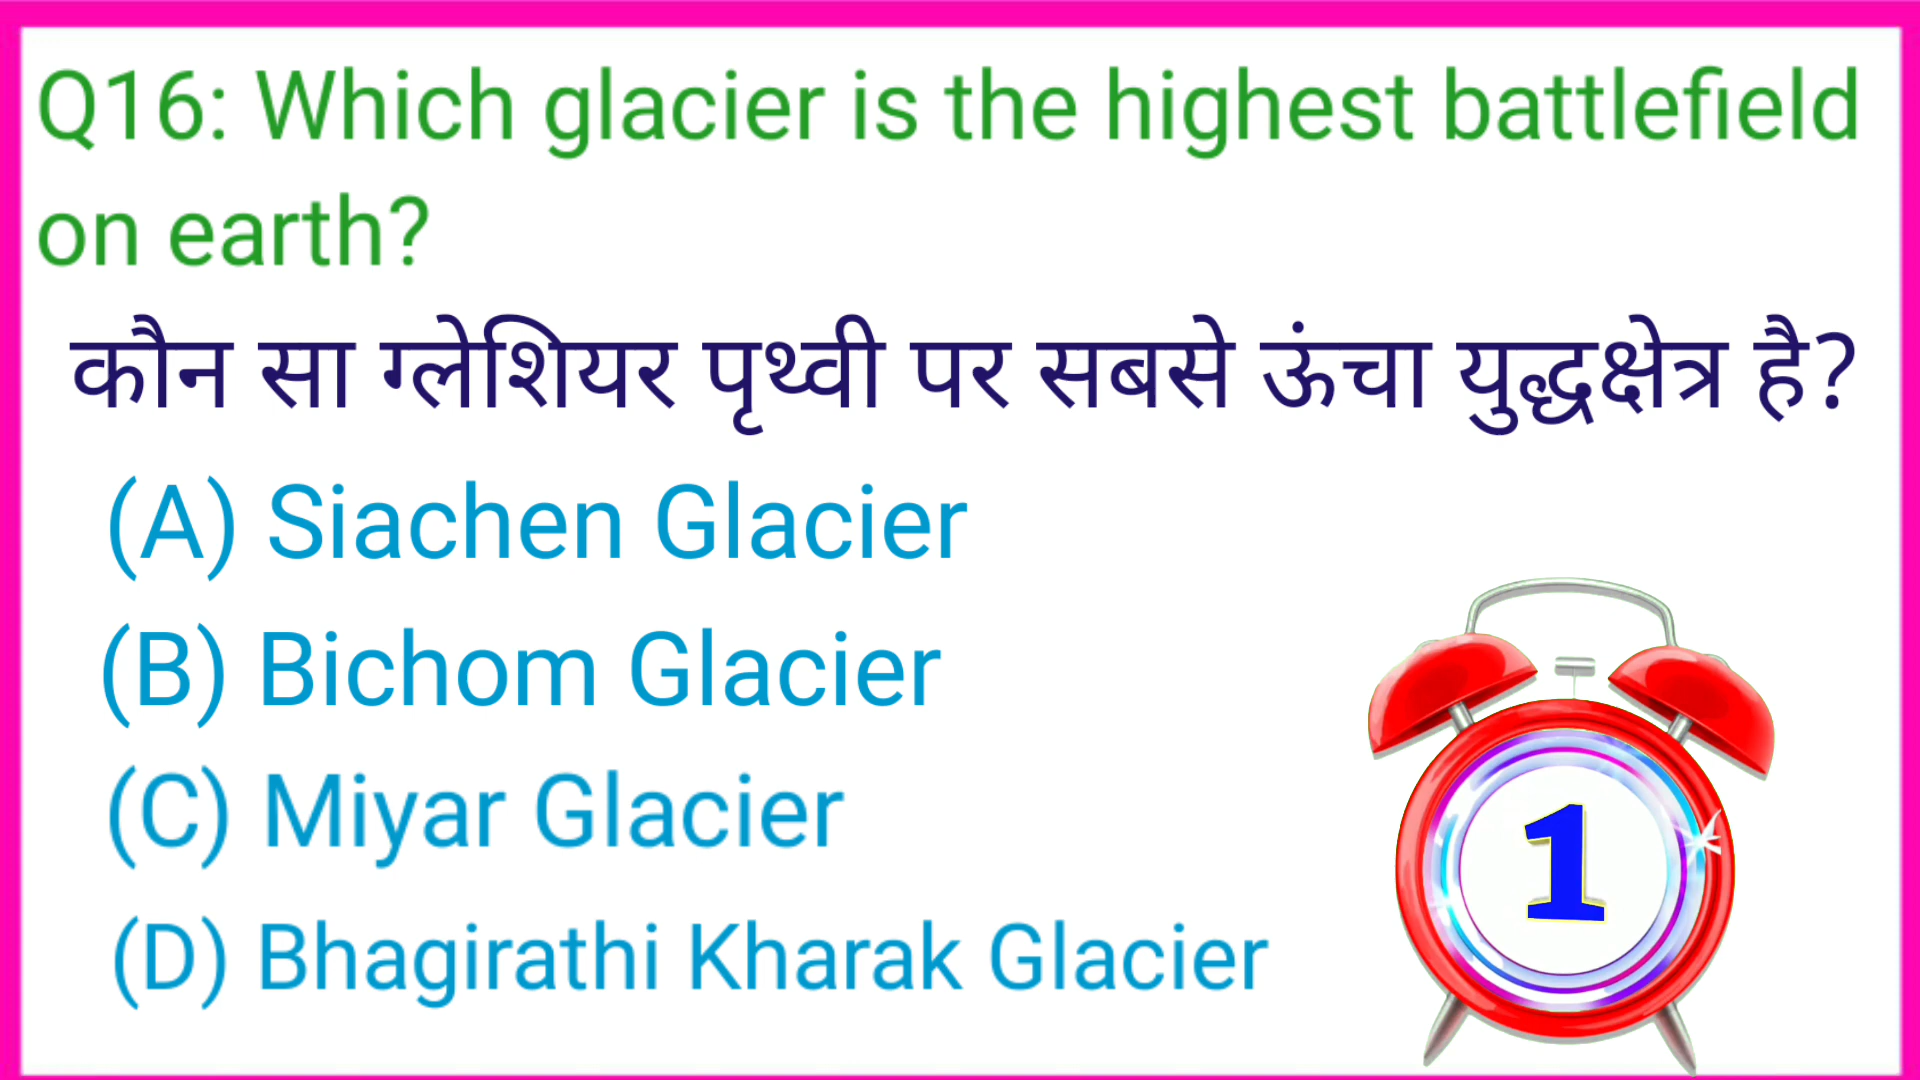 Q16: Which glacier is the highest battlefield
on earth?
कौन सा ग्लेशियर पृथ्वी पर सबसे ऊंचा युद्धक्षेत्र है?
(A) Siachen Glacier
(B) Bichom Glacier
(C) Miyar Glacier
(D) Bhagirathi Kharak Glacier
1